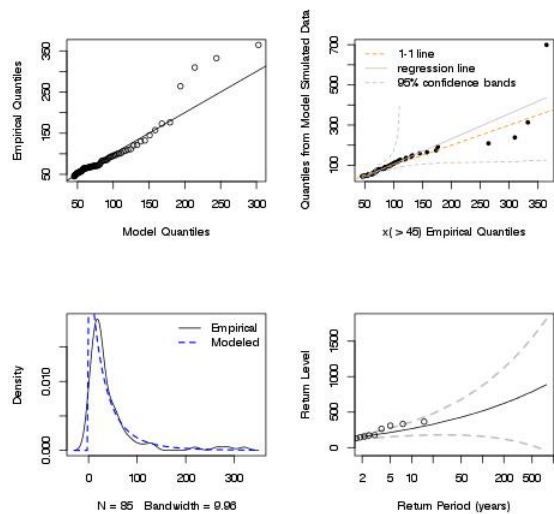 Empirical Quantiles
350
250
150
50
50 100 150 200 250 300
Model Quantiles
Quantiles from Model Simulated Data
700
500
300
100
1-1 line
regression line
95% confidence bands
50 100 150 200 250 300 350
x( > 45) Empirical Quantiles
Density
0.010
0.000
Empirical
Modeled
0 100 200 300
N = 85 Bandwidth = 9.96
Return Level
1500
1000
500
0
2 5 10 50 200 500
Return Period (years)